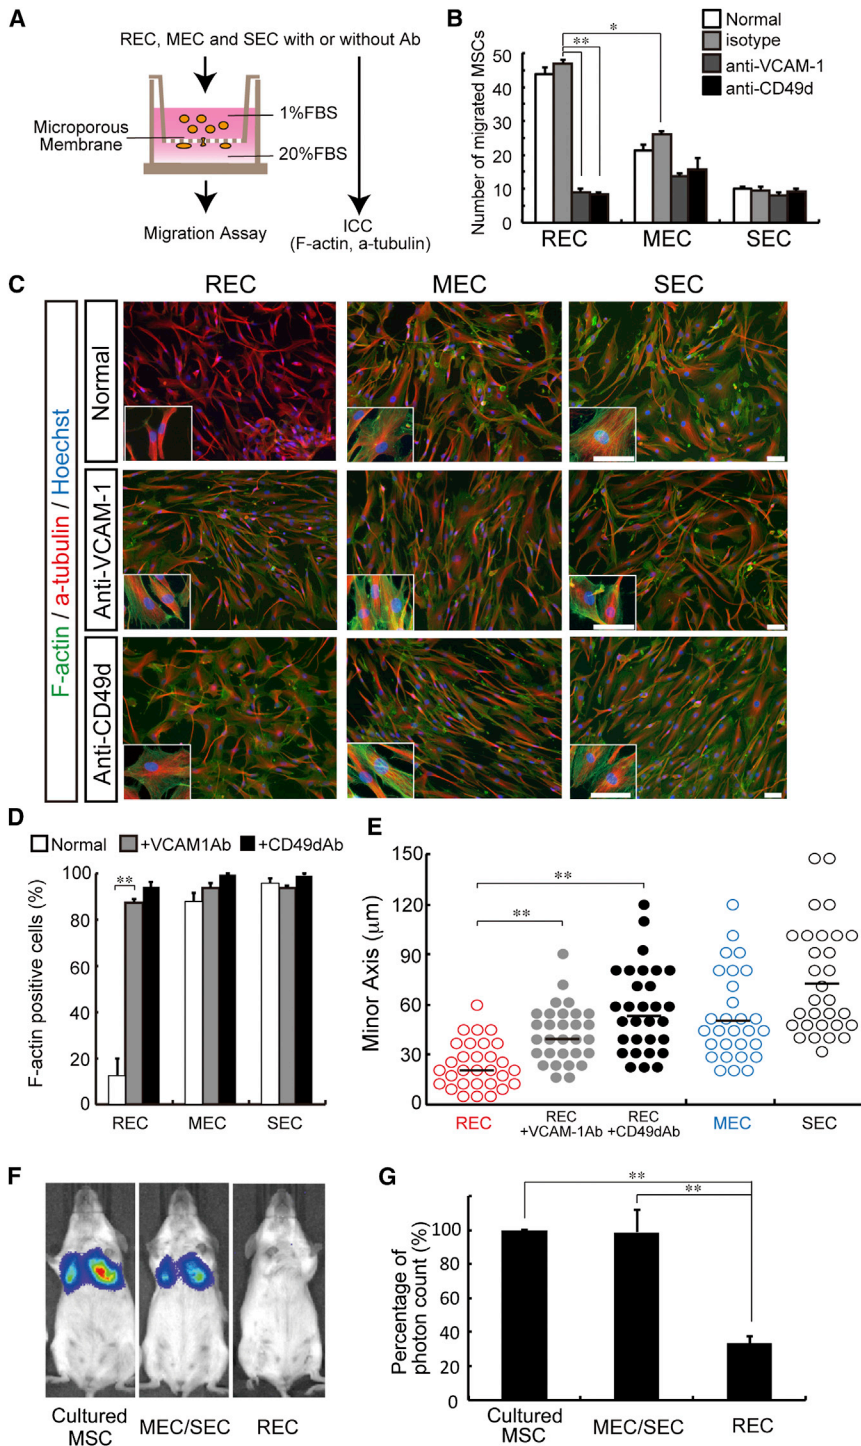 A
REC, MEC and SEC with or without Ab
1%FBS
Microporous
Membrane
20%FBS
Migration Assay
ICC
(F-actin, a-tubulin)
B
Normal
isotype
anti-VCAM-1
anti-CD49d
Number of migrated MSCs
50
40
30
20
10
0
*
**
REC
MEC
SEC
C
REC
MEC
SEC
F-actin / a-tubulin / Hoechst
Normal
Anti-VCAM-1
Anti-CD49d
D
Normal
+VCAM1Ab
+CD49dAb
F-actin positive cells (%)
100
80
60
40
20
0
**
REC
MEC
SEC
E
Minor Axis (μm)
150
120
90
60
30
0
**
**
REC
REC
+VCAM-1Ab
REC
+CD49dAb
MEC
SEC
F
Cultured
MSC
MEC/SEC
REC
G
Percentage of
photon count (%)
100
80
60
40
20
0
**
**
Cultured
MSC
MEC/SEC
REC